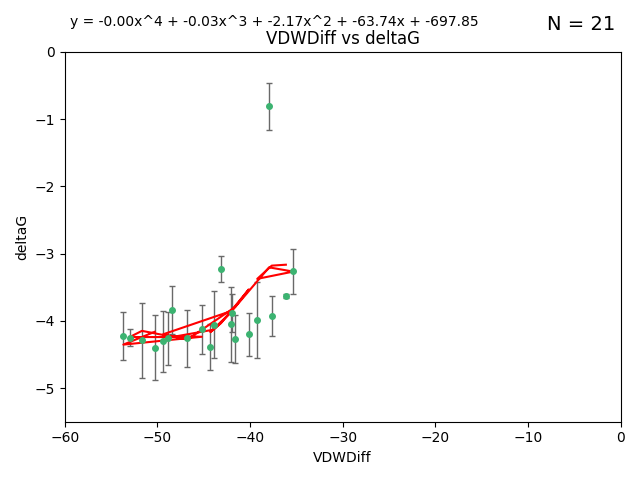 y = -0.00x^4 + -0.03x^3 + -2.17x^2 + -63.74x + -697.85
N = 21
VDWDiff vs deltaG
0
−1
−2
−3
−4
−5
deltaG
−60 −50 −40 −30 −20 −10 0
VDWDiff